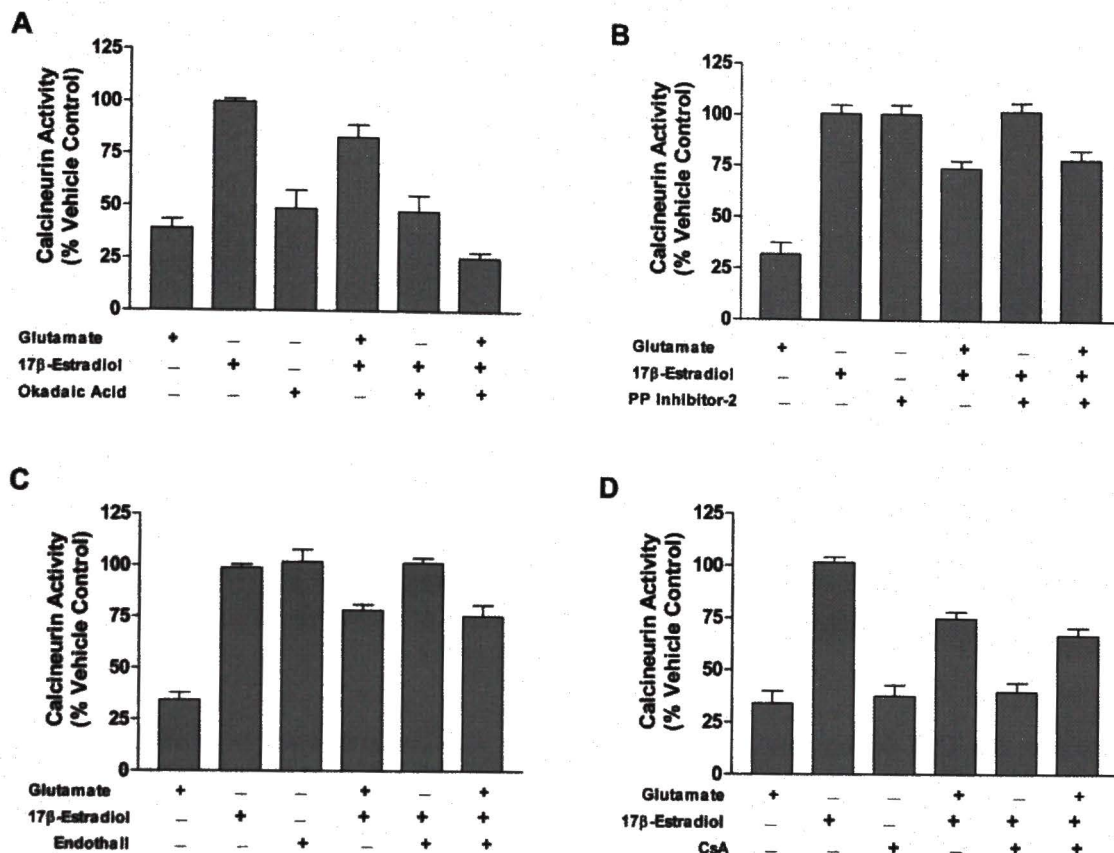 A
Calcineurin Activity
(% Vehicle Control)
125
100
75
50
25
0
Glutamate + – – + – +
17β-Estradiol – + – + + +
Okadaic Acid – – + – + +
B
Calcineurin Activity
(% Vehicle Control)
125
100
75
50
25
0
Glutamate + – – + – +
17β-Estradiol – + – + + +
PP Inhibitor-2 – – + – + +
C
Calcineurin Activity
(% Vehicle Control)
125
100
75
50
25
0
Glutamate + – – + – +
17β-Estradiol – + – + + +
Endothall – – + – + +
D
Calcineurin Activity
(% Vehicle Control)
125
100
75
50
25
0
Glutamate + – – + – +
17β-Estradiol – + – + + +
CsA – – + – + +